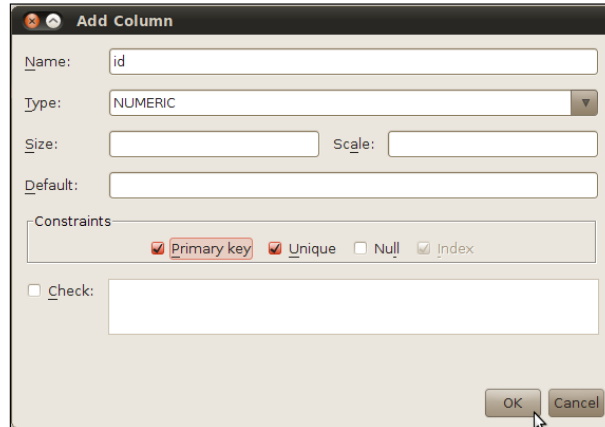 Add Column
Name: id
Type: NUMERIC
Size: Scale:
Default:
Constraints
Primary key Unique Null Index
Check:
OK Cancel